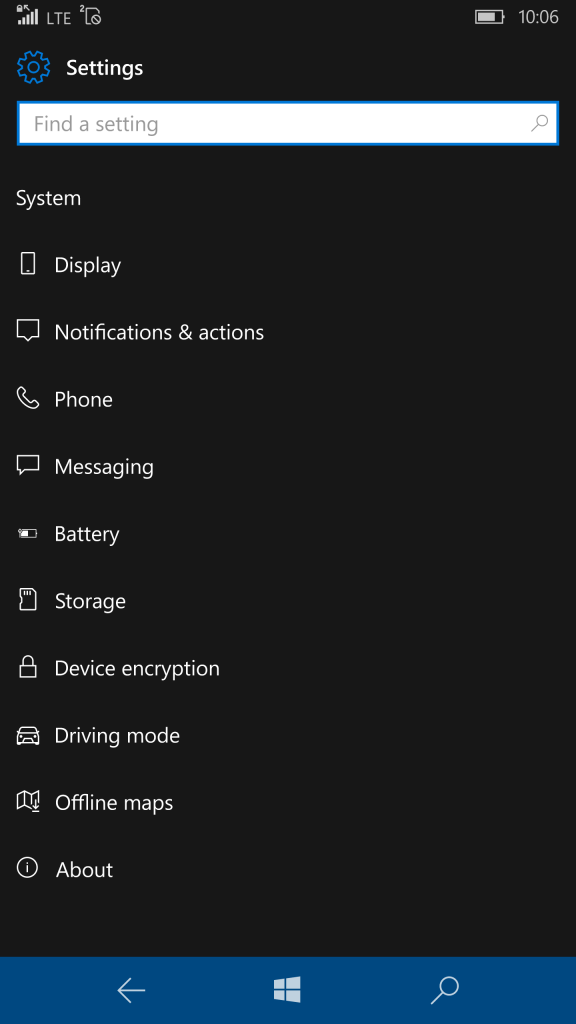 LTE 2 10:06
Settings
Find a setting
System
Display
Notifications & actions
Phone
Messaging
Battery
Storage
Device encryption
Driving mode
Offline maps
About